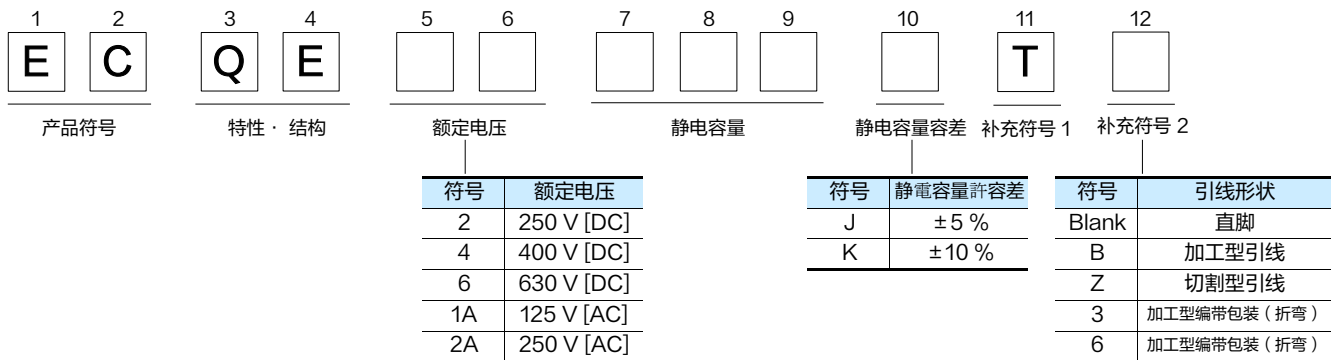 1 2 3 4 5 6 7 8 9 10 11 12
E C Q E T
产品符号 特性 · 结构 额定电压 静电容量 静电容量容差 补充符号 1 补充符号 2
符号 额定电压
2 250 V [DC]
4 400 V [DC]
6 630 V [DC]
1A 125 V [AC]
2A 250 V [AC]
符号 静電容量許容差
J ±5 %
K ±10 %
符号 引线形状
Blank 直脚
B 加工型引线
Z 切割型引线
3 加工型编带包装（折弯）
6 加工型编带包装（折弯）